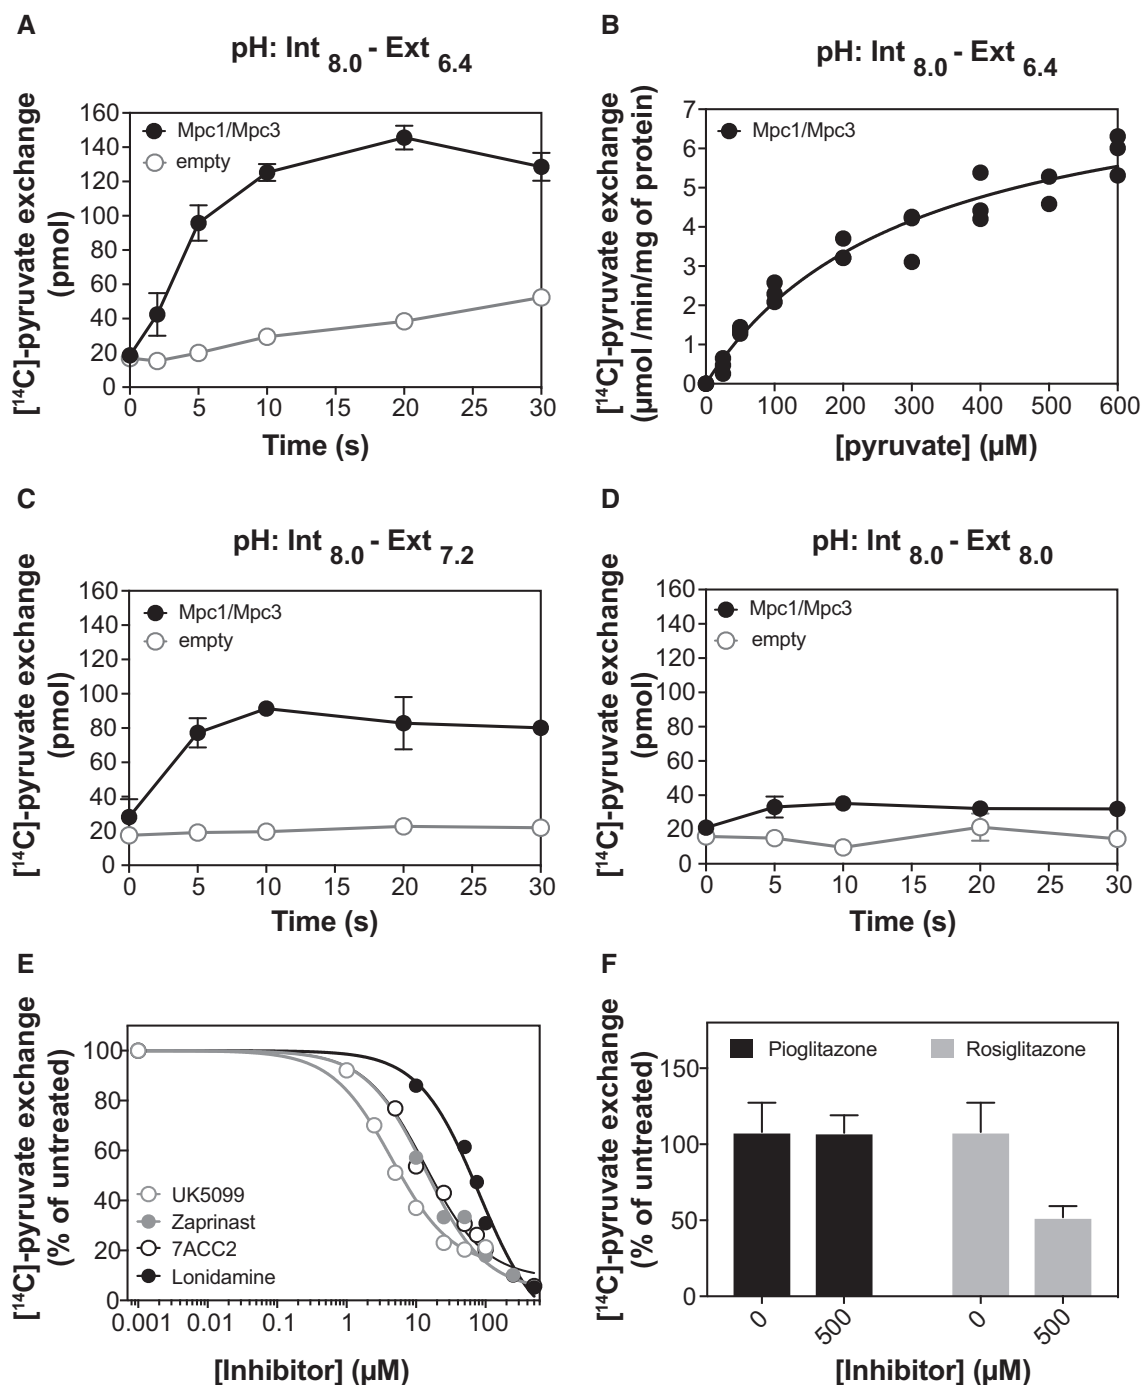 A
pH: Int 8.0 - Ext 6.4
[¹⁴C]-pyruvate exchange
(pmol)
160
140
120
100
80
60
40
20
0
Mpc1/Mpc3
empty
0 5 10 15 20 25 30
Time (s)
B
pH: Int 8.0 - Ext 6.4
[¹⁴C]-pyruvate exchange
(µmol /min/mg of protein)
7
6
5
4
3
2
1
0
Mpc1/Mpc3
0 100 200 300 400 500 600
[pyruvate] (µM)
C
pH: Int 8.0 - Ext 7.2
[¹⁴C]-pyruvate exchange
(pmol)
160
140
120
100
80
60
40
20
0
Mpc1/Mpc3
empty
0 5 10 15 20 25 30
Time (s)
D
pH: Int 8.0 - Ext 8.0
[¹⁴C]-pyruvate exchange
(pmol)
160
140
120
100
80
60
40
20
0
Mpc1/Mpc3
empty
0 5 10 15 20 25 30
Time (s)
E
[¹⁴C]-pyruvate exchange
(% of untreated)
100
80
60
40
20
0
UK5099
Zaprinast
7ACC2
Lonidamine
0.001 0.01 0.1 1 10 100
[Inhibitor] (µM)
F
[¹⁴C]-pyruvate exchange
(% of untreated)
150
100
50
0
Pioglitazone Rosiglitazone
0 500 0 500
[Inhibitor] (µM)